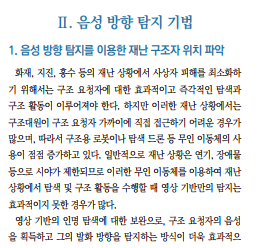 Ⅱ. 음성 방향 탐지 기법
1. 음성 방향 탐지를 이용한 재난 구조자 위치 파악
화재, 지진, 홍수 등의 재난 상황에서 사상자 피해를 최소화하
기 위해서는 구조 요청자에 대한 효과적이고 즉각적인 탐색과
구조 활동이 이루어져야 한다. 하지만 이러한 재난 상황에서는
구조대원이 구조 요청자 가까이에 직접 접근하기 어려운 경우가
많으며, 따라서 구조용 로봇이나 탐색 드론 등 무인 이동체의 사
용이 점점 증가하고 있다. 일반적으로 재난 상황은 연기, 장애물
등으로 시야가 제한되므로 이러한 무인 이동체를 이용하여 재난
상황에서 탐색 및 구조 활동을 수행할 때 영상 기반만의 탐지는
효과적이지 못한 경우가 많다.
영상 기반의 인명 탐색에 대한 보완으로, 구조 요청자의 음성
을 획득하고 그의 발화 방향을 탐지하는 방식이 더욱 효과적으